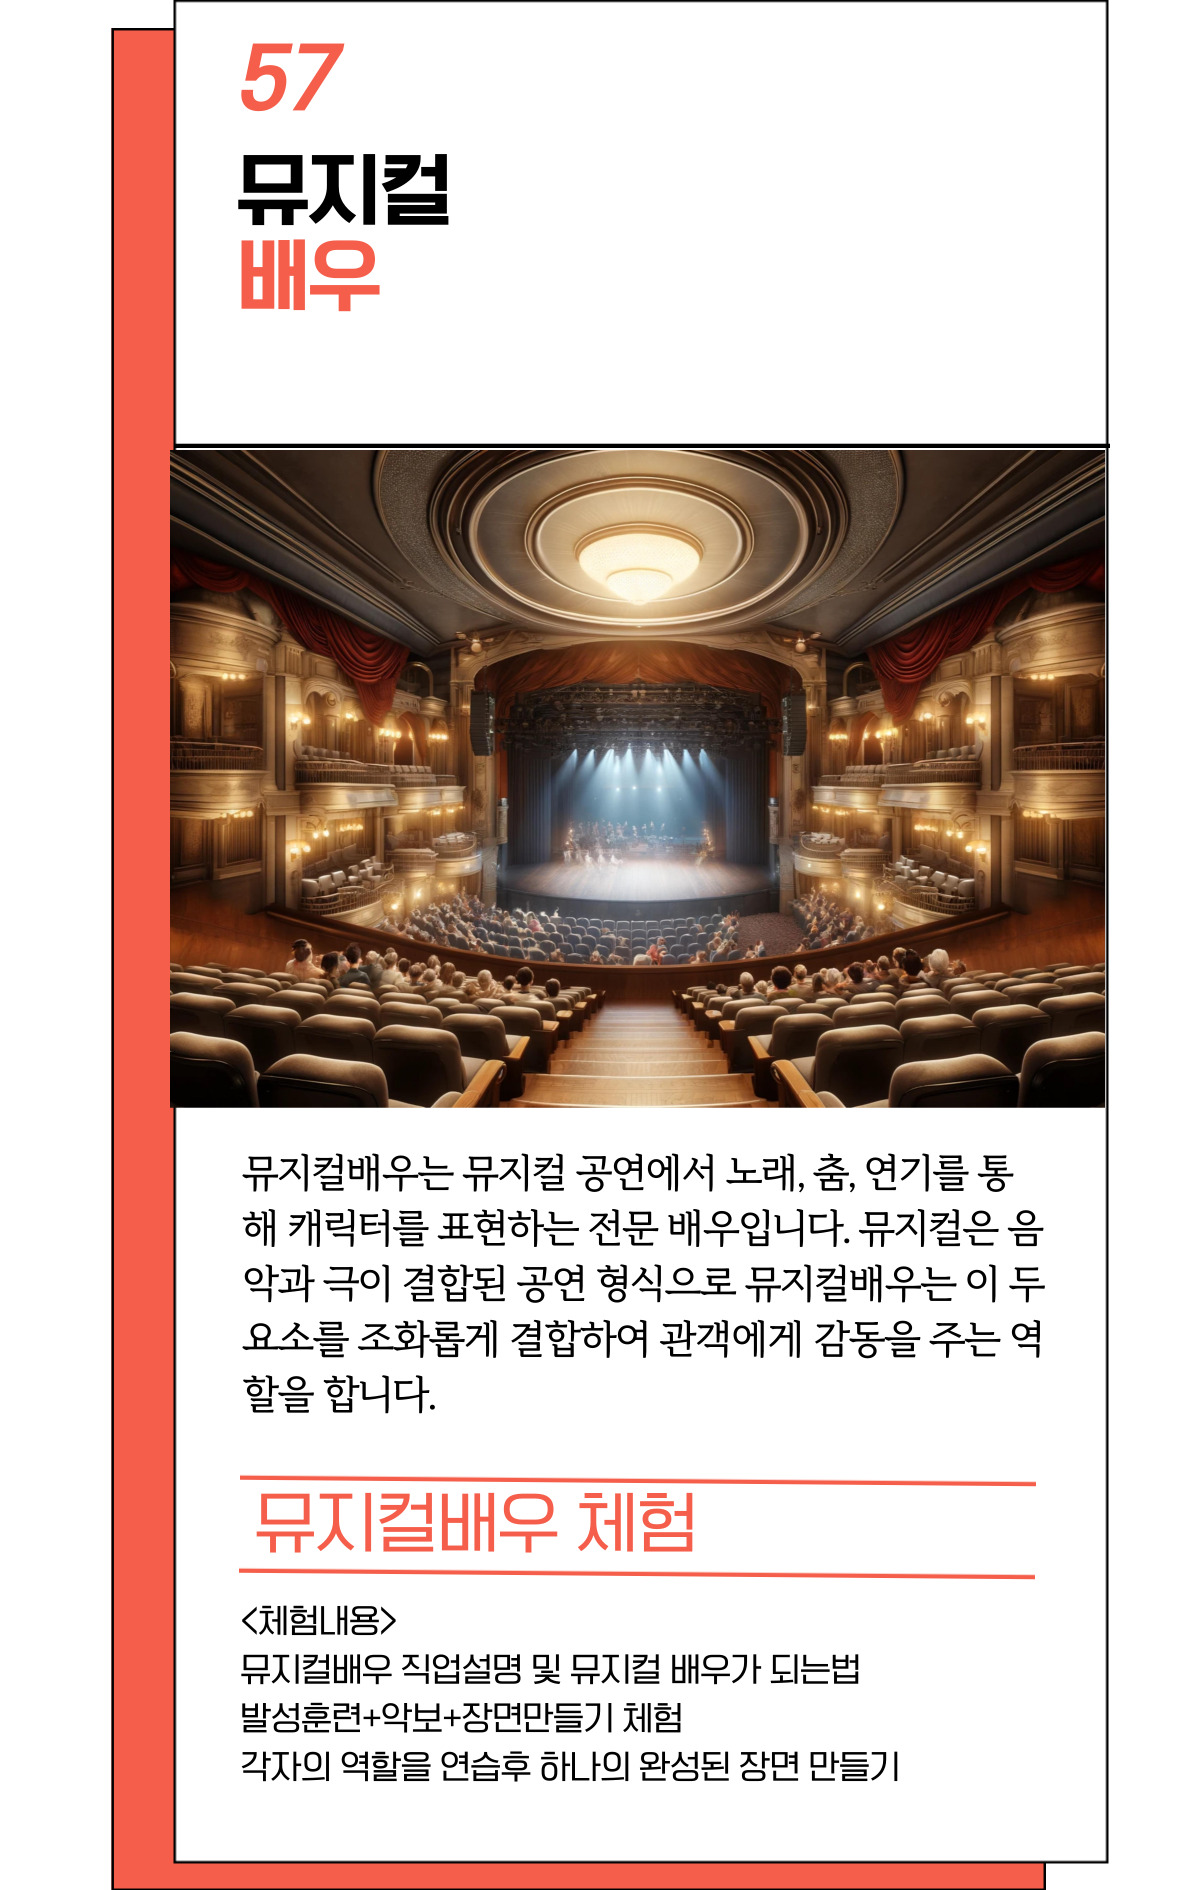 57
뮤지컬
배우
뮤지컬배우는 뮤지컬 공연에서 노래, 춤, 연기를 통
해 캐릭터를 표현하는 전문 배우입니다. 뮤지컬은 음
악과 극이 결합된 공연 형식으로 뮤지컬배우는 이 두
요소를 조화롭게 결합하여 관객에게 감동을 주는 역
할을 합니다.
뮤지컬배우 체험
<체험내용>
뮤지컬배우 직업설명 및 뮤지컬 배우가 되는법
발성훈련+악보+장면만들기 체험
각자의 역할을 연습후 하나의 완성된 장면 만들기